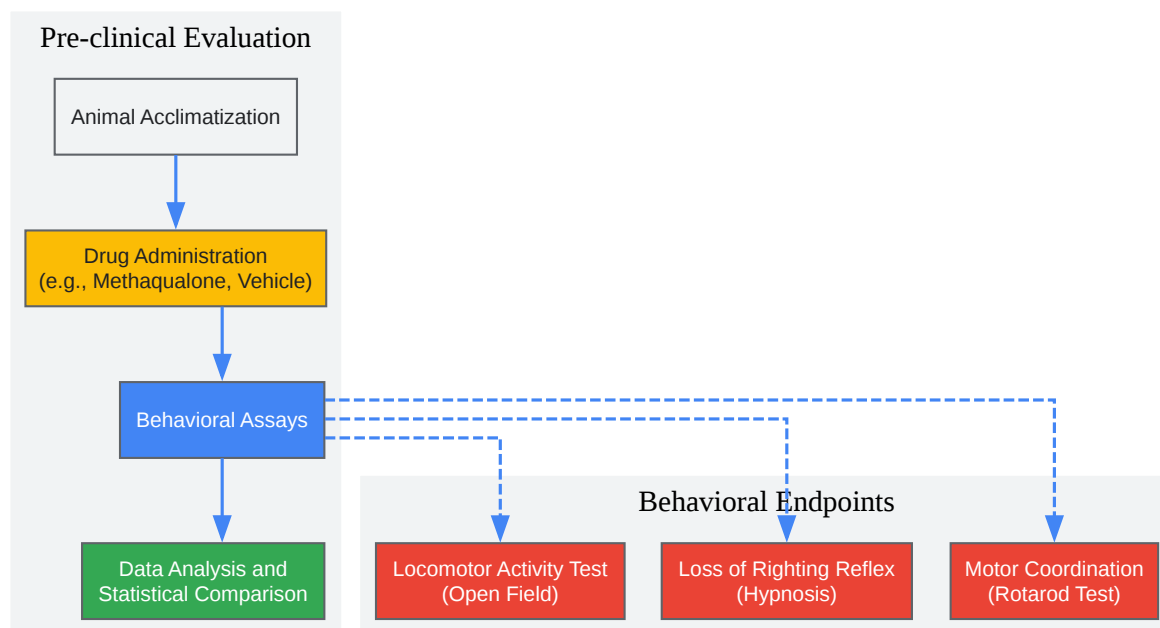 Pre-clinical Evaluation
Animal Acclimatization
Drug Administration
(e.g., Methaqualone, Vehicle)
Behavioral Assays
Data Analysis and
Statistical Comparison
Behavioral Endpoints
Locomotor Activity Test
(Open Field)
Loss of Righting Reflex
(Hypnosis)
Motor Coordination
(Rotarod Test)